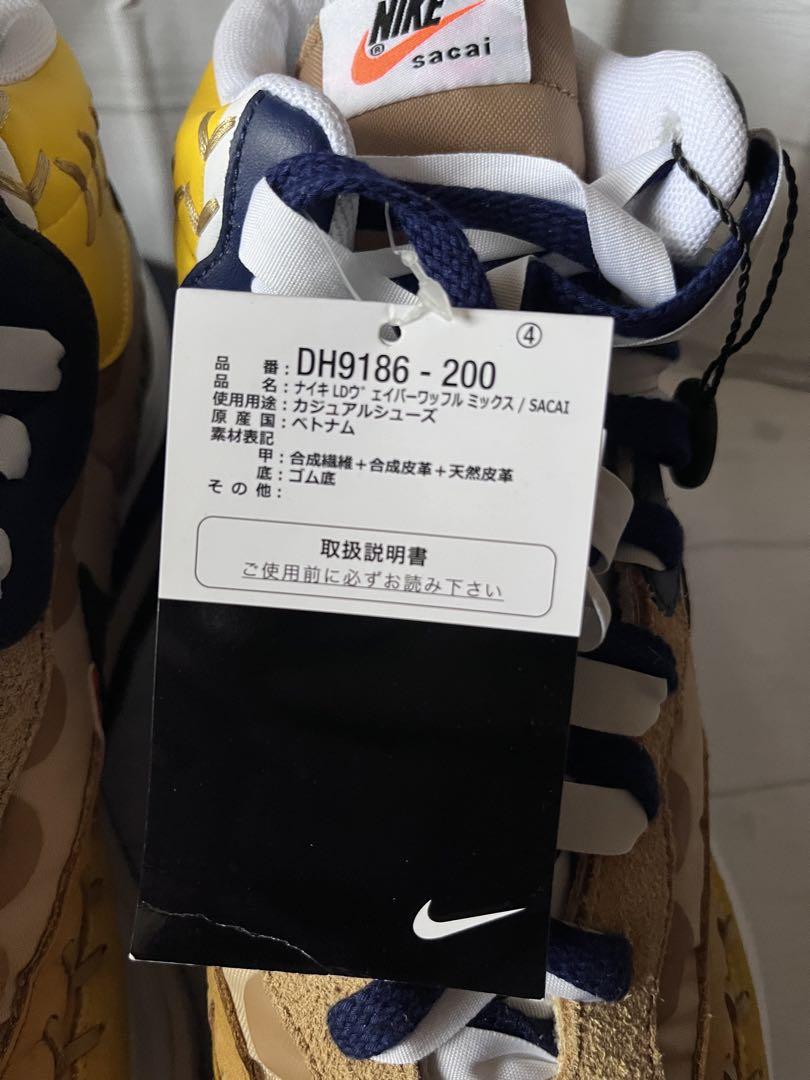 NIKE
®
sacai
④
品番：DH9186 - 200
品名：ナイキ LDヴェイパーワッフル ミックス / SACAI
使用用途：カジュアルシューズ
原産国：ベトナム
素材表記
甲：合成繊維＋合成皮革＋天然皮革
底：ゴム底
その他：
取扱説明書
ご使用前に必ずお読み下さい